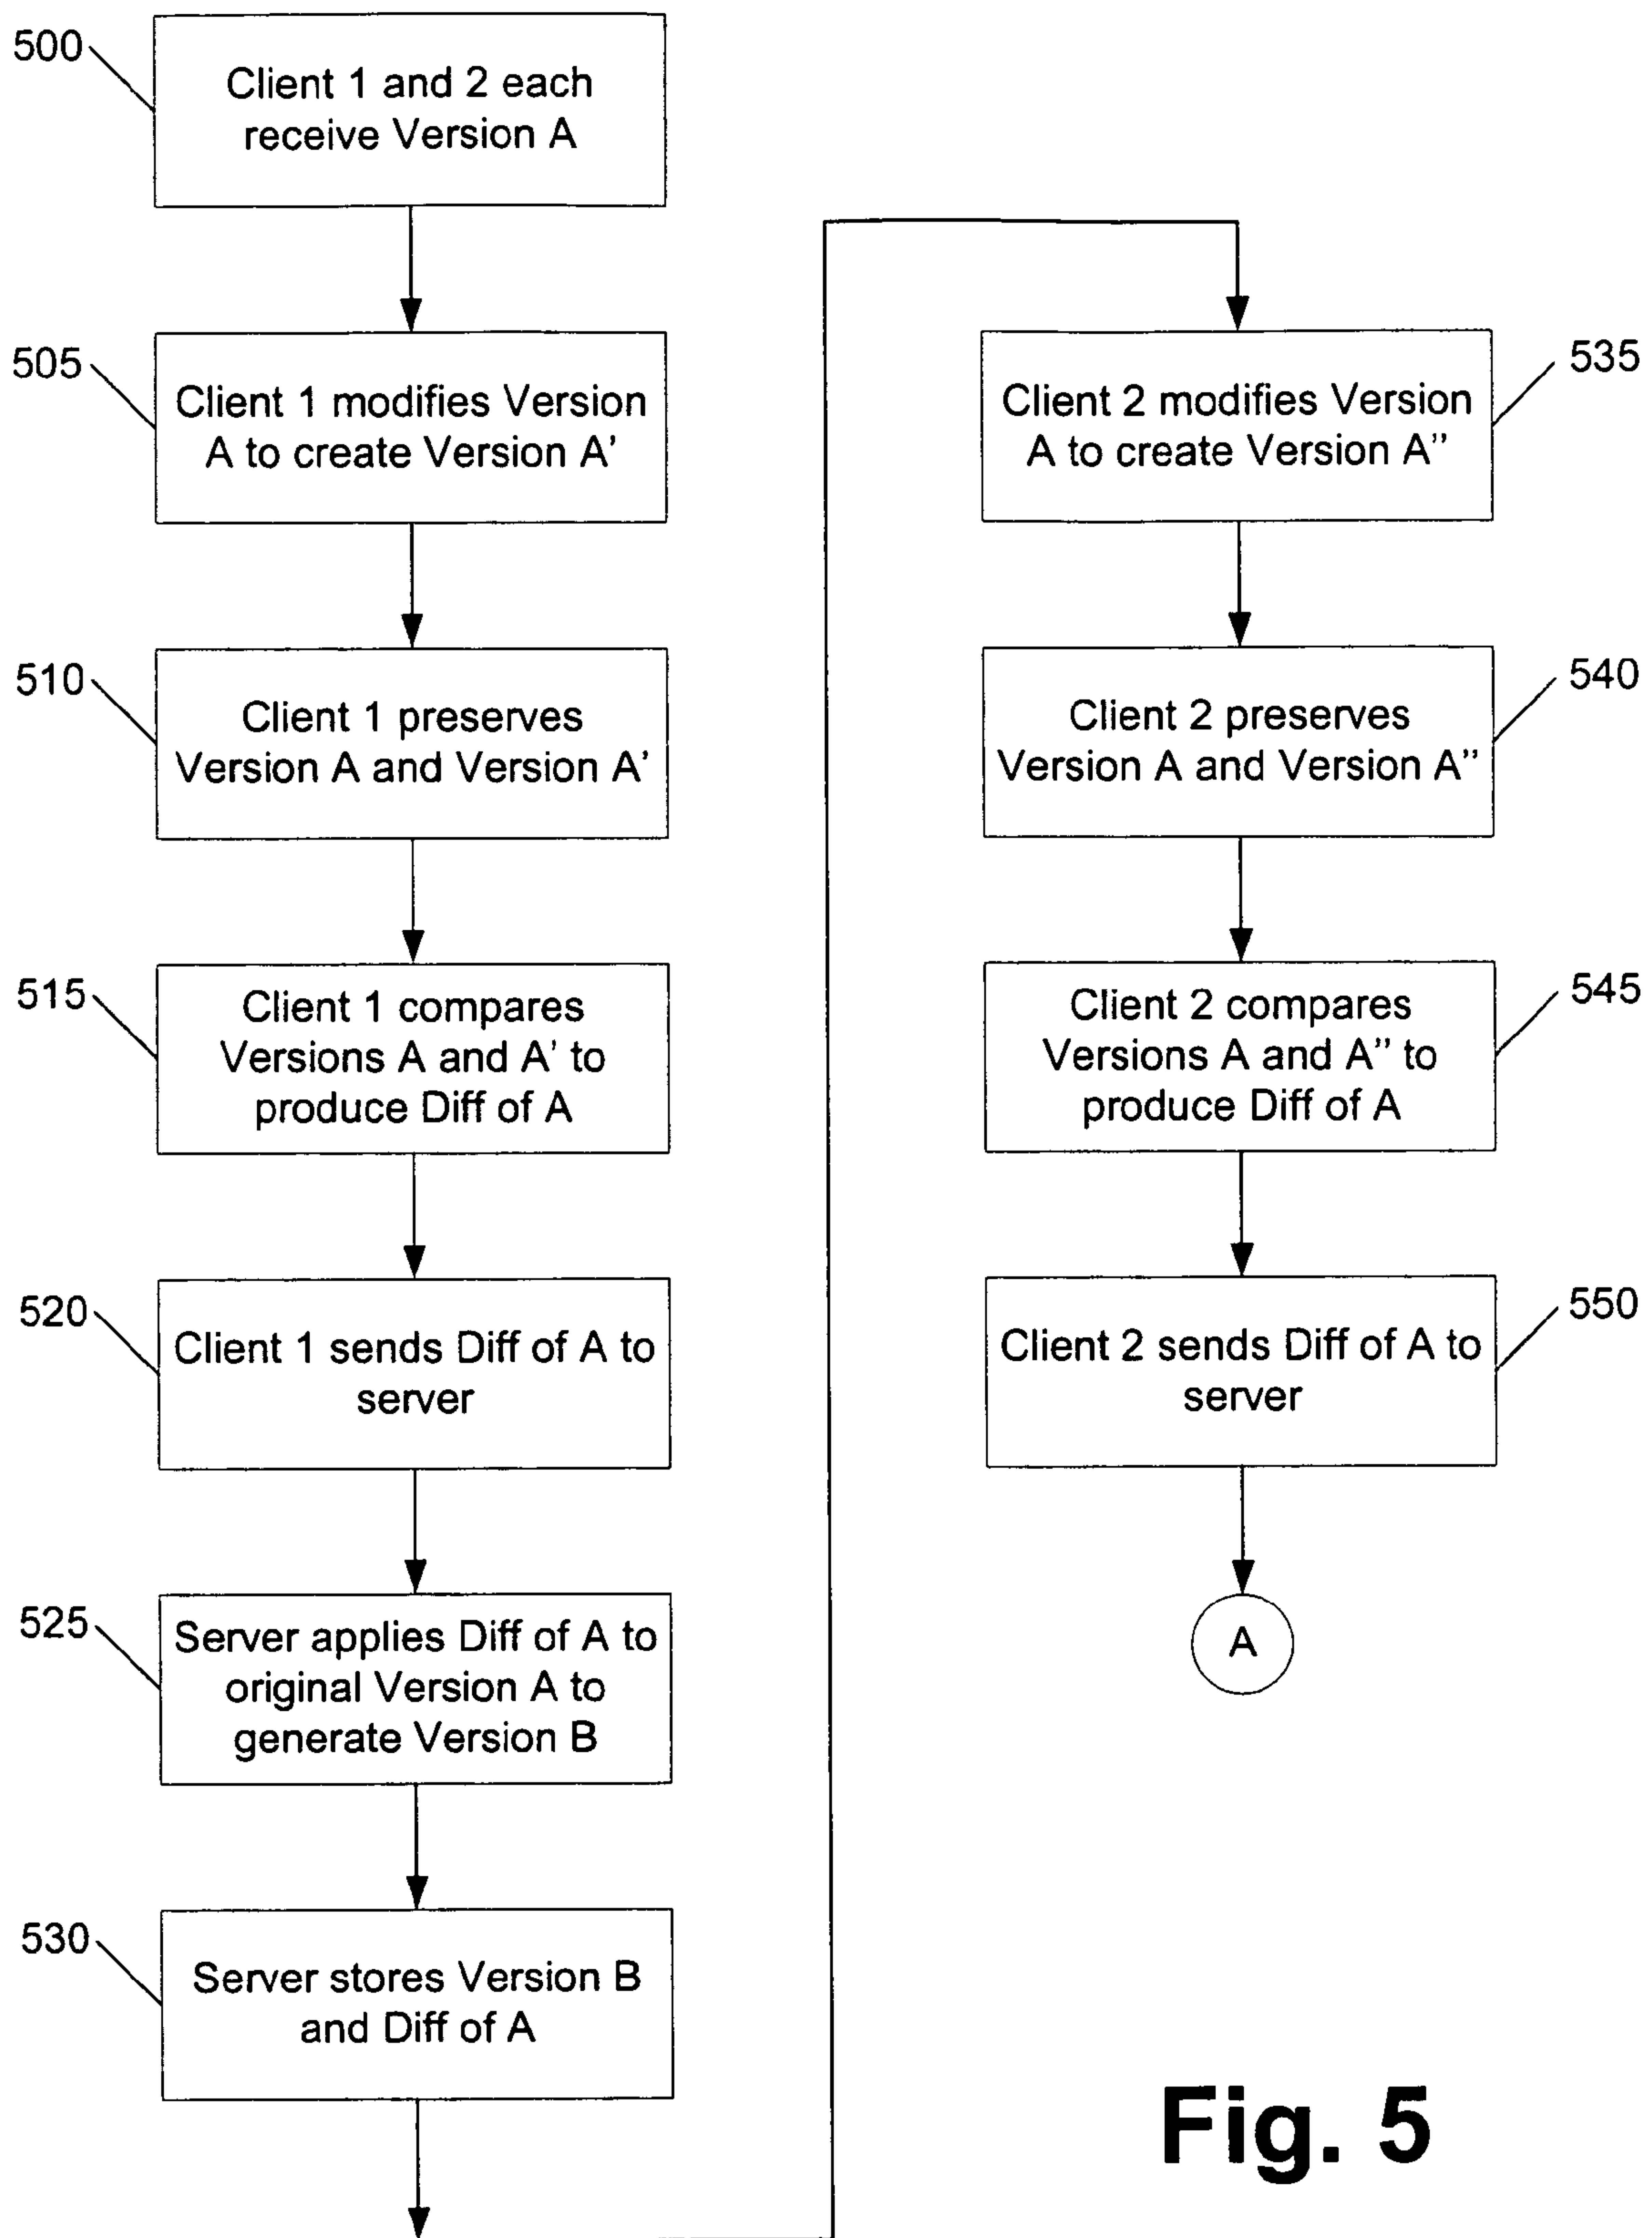 500
Client 1 and 2 each
receive Version A
505
Client 1 modifies Version
A to create Version A'
510
Client 1 preserves
Version A and Version A'
515
Client 1 compares
Versions A and A' to
produce Diff of A
520
Client 1 sends Diff of A to
server
525
Server applies Diff of A to
original Version A to
generate Version B
530
Server stores Version B
and Diff of A
535
Client 2 modifies Version
A to create Version A''
540
Client 2 preserves
Version A and Version A''
545
Client 2 compares
Versions A and A'' to
produce Diff of A
550
Client 2 sends Diff of A to
server
A
Fig. 5